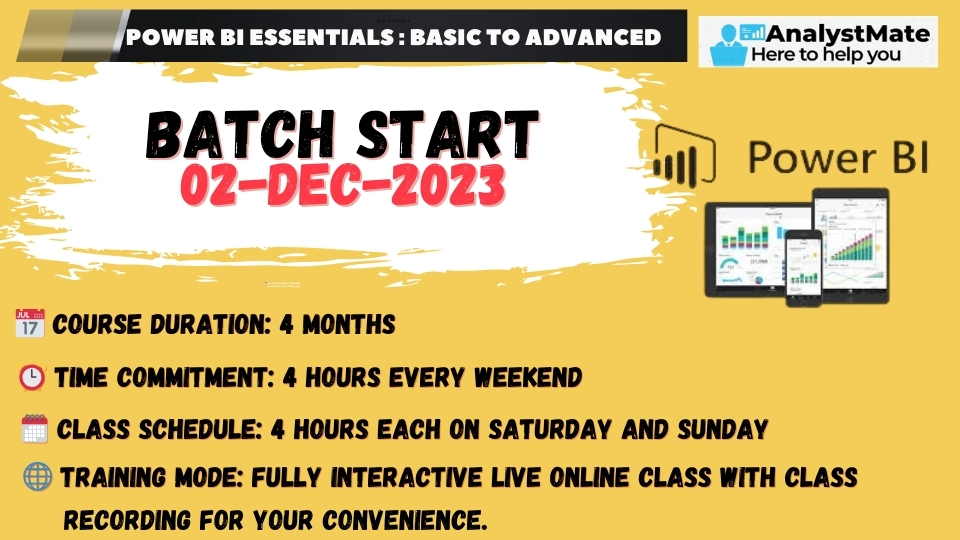 POWER BI ESSENTIALS : BASIC TO ADVANCED
AnalystMate
Here to help you
BATCH START
02-DEC-2023
Power BI
JUL
17
COURSE DURATION: 4 MONTHS
TIME COMMITMENT: 4 HOURS EVERY WEEKEND
CLASS SCHEDULE: 4 HOURS EACH ON SATURDAY AND SUNDAY
TRAINING MODE: FULLY INTERACTIVE LIVE ONLINE CLASS WITH CLASS
RECORDING FOR YOUR CONVENIENCE.